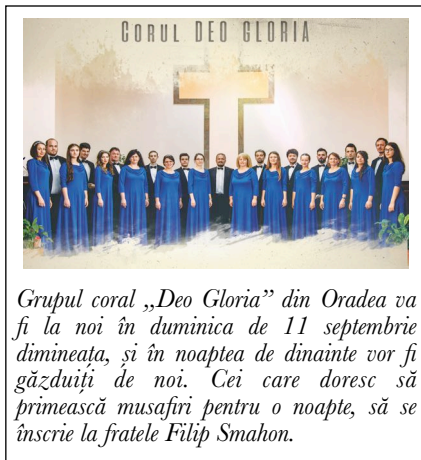 CORUL DEO GLORIA
Grupul coral „Deo Gloria” din Oradea va
fi la noi în duminica de 11 septembrie
dimineața, și în noaptea de dinainte vor fi
găzduiți de noi. Cei care doresc să
primească musafiri pentru o noapte, să se
înscrie la fratele Filip Smahon.